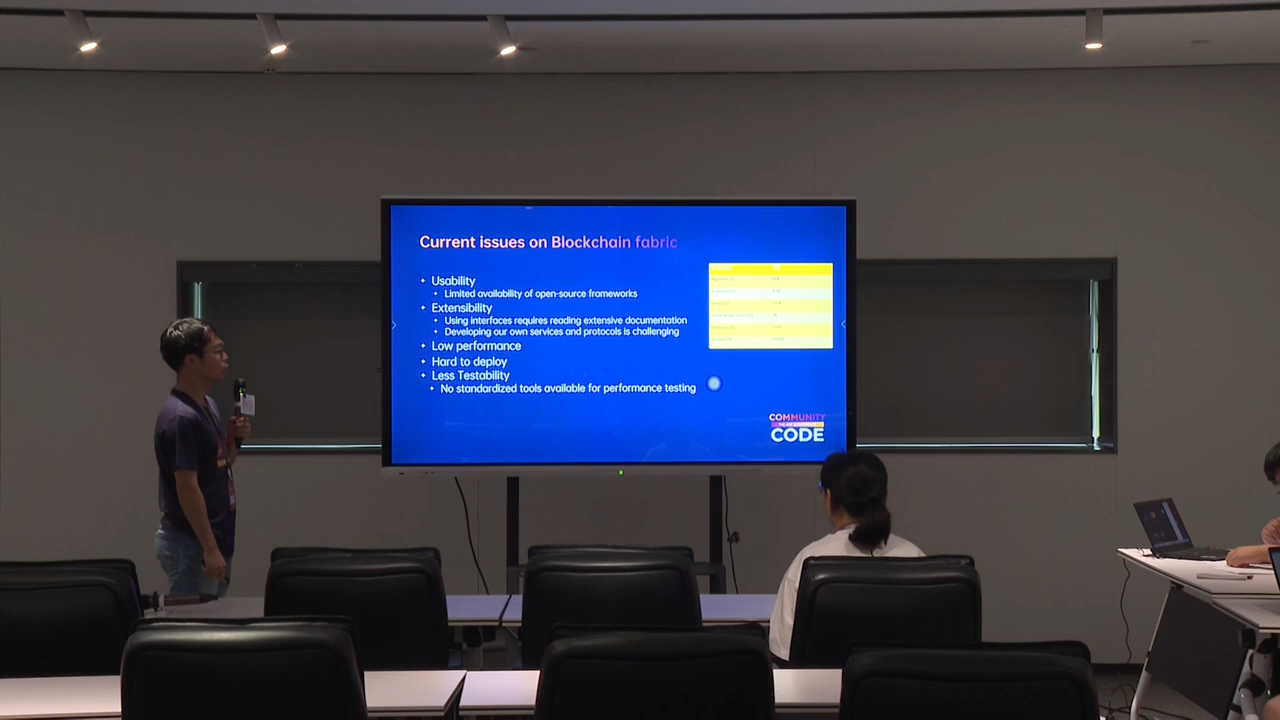 Current issues on Blockchain fabric
Usability
Limited availability of open-source frameworks
Extensibility
Using interfaces requires reading extensive documentation
Developing our own services and protocols is challenging
Low performance
Hard to deploy
Less Testability
No standardized tools available for performance testing
COMMUNITY
CODE